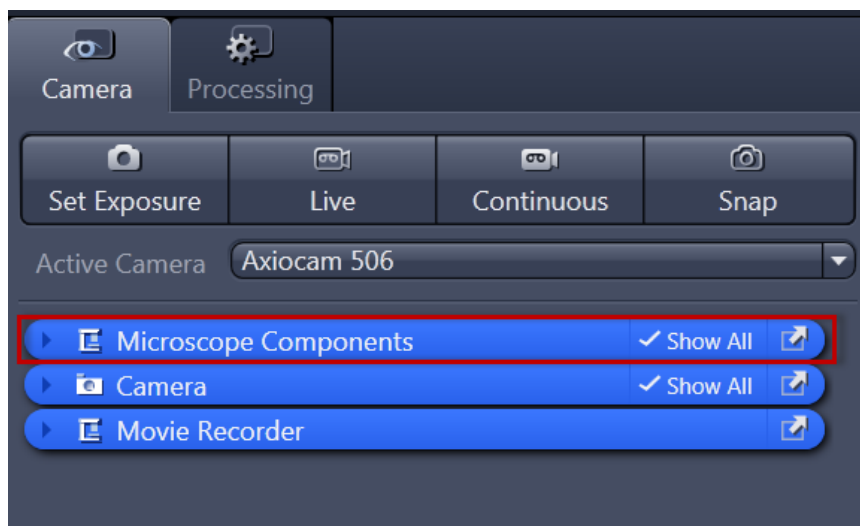 Camera Processing
Set Exposure Live Continuous Snap
Active Camera Axiocam 506
Microscope Components Show All
Camera Show All
Movie Recorder